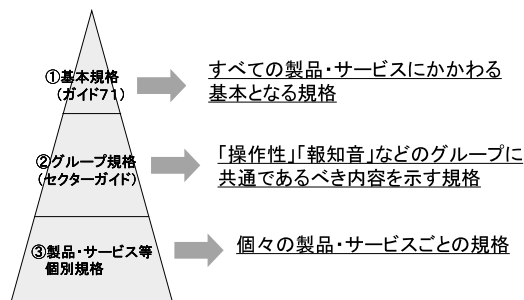 ①基本規格
（ガイド71）
すべての製品・サービスにかかわる
基本となる規格
②グループ規格
（セクターガイド）
「操作性」「報知音」などのグループに
共通であるべき内容を示す規格
③製品・サービス等
個別規格
個々の製品・サービスごとの規格